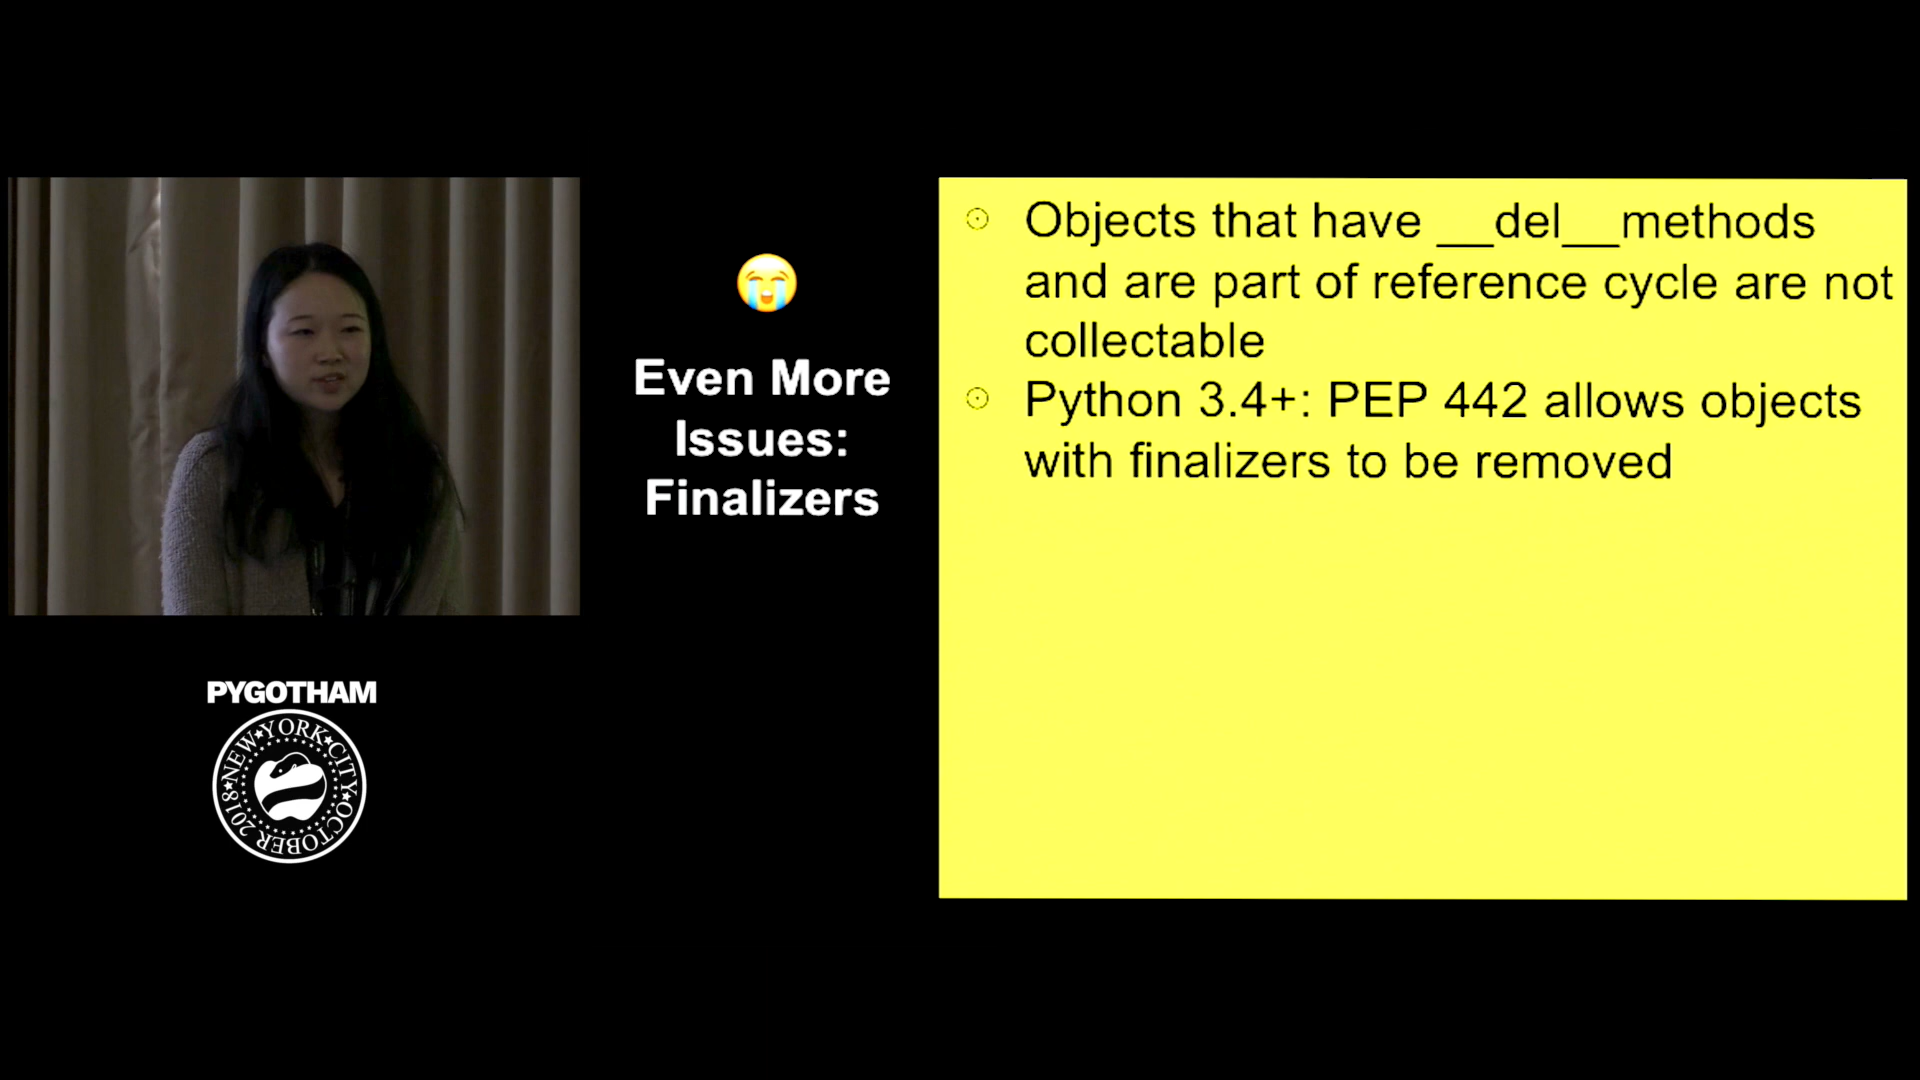 Even More
Issues:
Finalizers
Objects that have __del__methods
and are part of reference cycle are not
collectable
Python 3.4+: PEP 442 allows objects
with finalizers to be removed
PYGOTHAM
NEW★YORK★CITY★OCTOBER 2018★